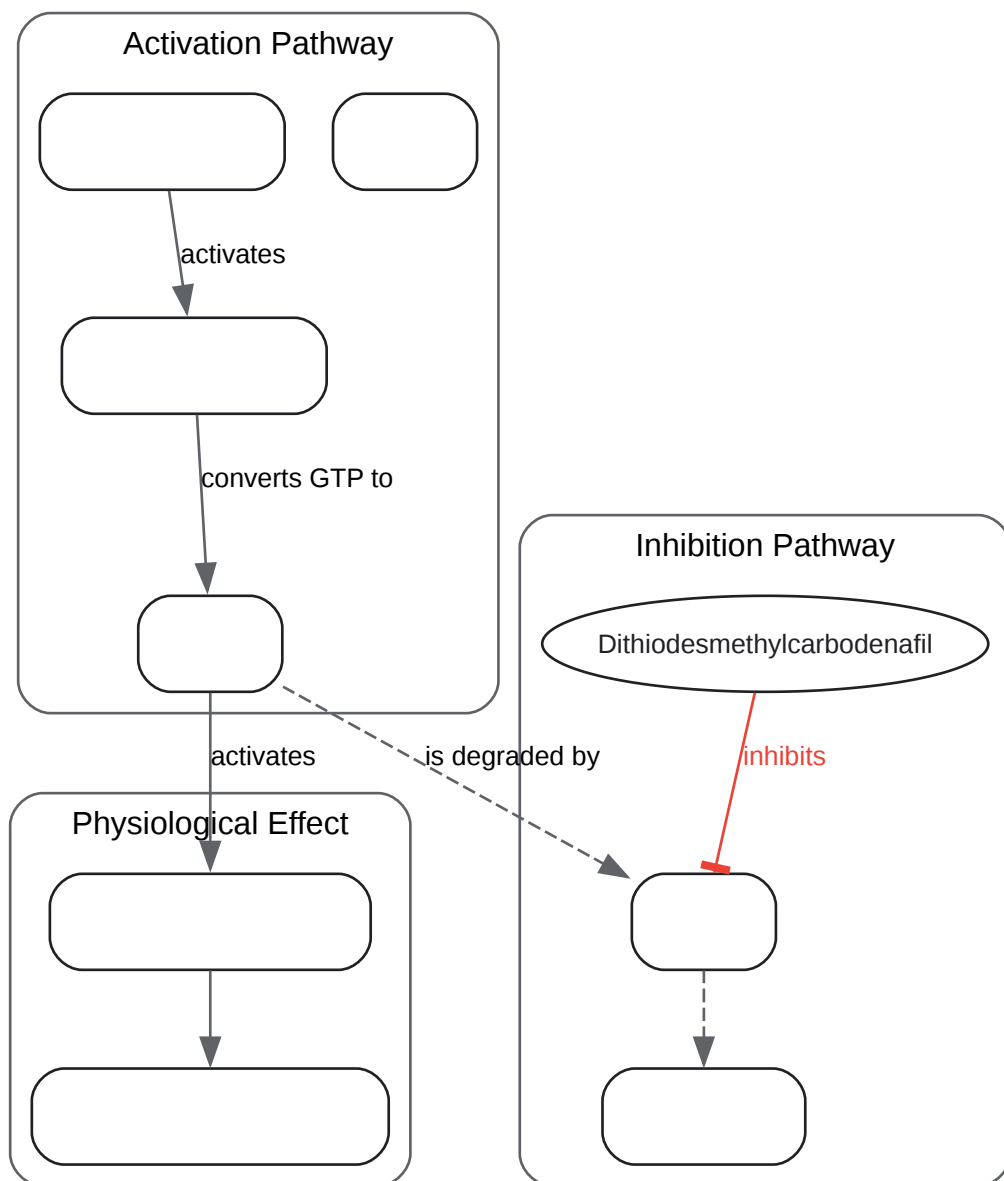 Activation Pathway
activates
converts GTP to
Inhibition Pathway
Dithiodesmethylcarbodenafil
activates
is degraded by
inhibits
Physiological Effect